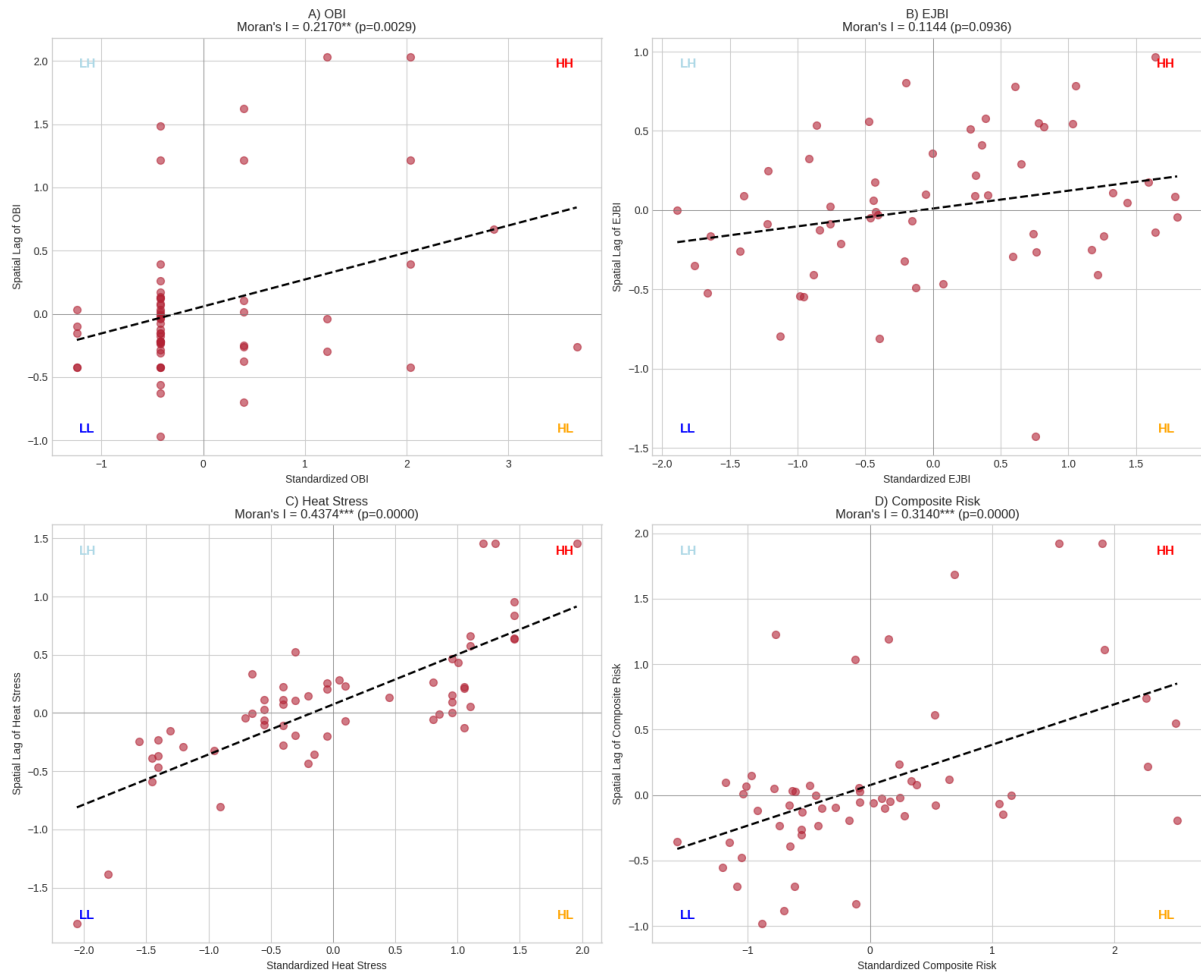 A) OBI
Moran's I = 0.2170** (p=0.0029)
LH
HH
LL
HL
2.0
1.5
1.0
0.5
0.0
−0.5
−1.0
Spatial Lag of OBI
−1
0
1
2
3
Standardized OBI
B) EJBI
Moran's I = 0.1144 (p=0.0936)
LH
HH
LL
HL
1.0
0.5
0.0
−0.5
−1.0
−1.5
Spatial Lag of EJBI
−2.0
−1.5
−1.0
−0.5
0.0
0.5
1.0
1.5
Standardized EJBI
C) Heat Stress
Moran's I = 0.4374*** (p=0.0000)
LH
HH
LL
HL
1.5
1.0
0.5
0.0
−0.5
−1.0
−1.5
Spatial Lag of Heat Stress
−2.0
−1.5
−1.0
−0.5
0.0
0.5
1.0
1.5
2.0
Standardized Heat Stress
D) Composite Risk
Moran's I = 0.3140*** (p=0.0000)
LH
HH
LL
HL
2.0
1.5
1.0
0.5
0.0
−0.5
−1.0
Spatial Lag of Composite Risk
−1
0
1
2
Standardized Composite Risk